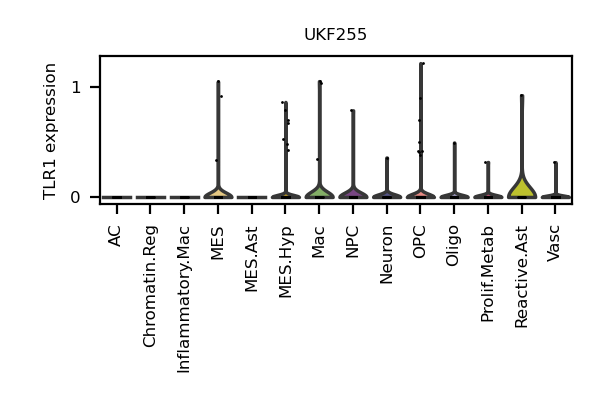 UKF255
TLR1 expression
1
0
AC
Chromatin.Reg
Inflammatory.Mac
MES
MES.Ast
MES.Hyp
Mac
NPC
Neuron
OPC
Oligo
Prolif.Metab
Reactive.Ast
Vasc